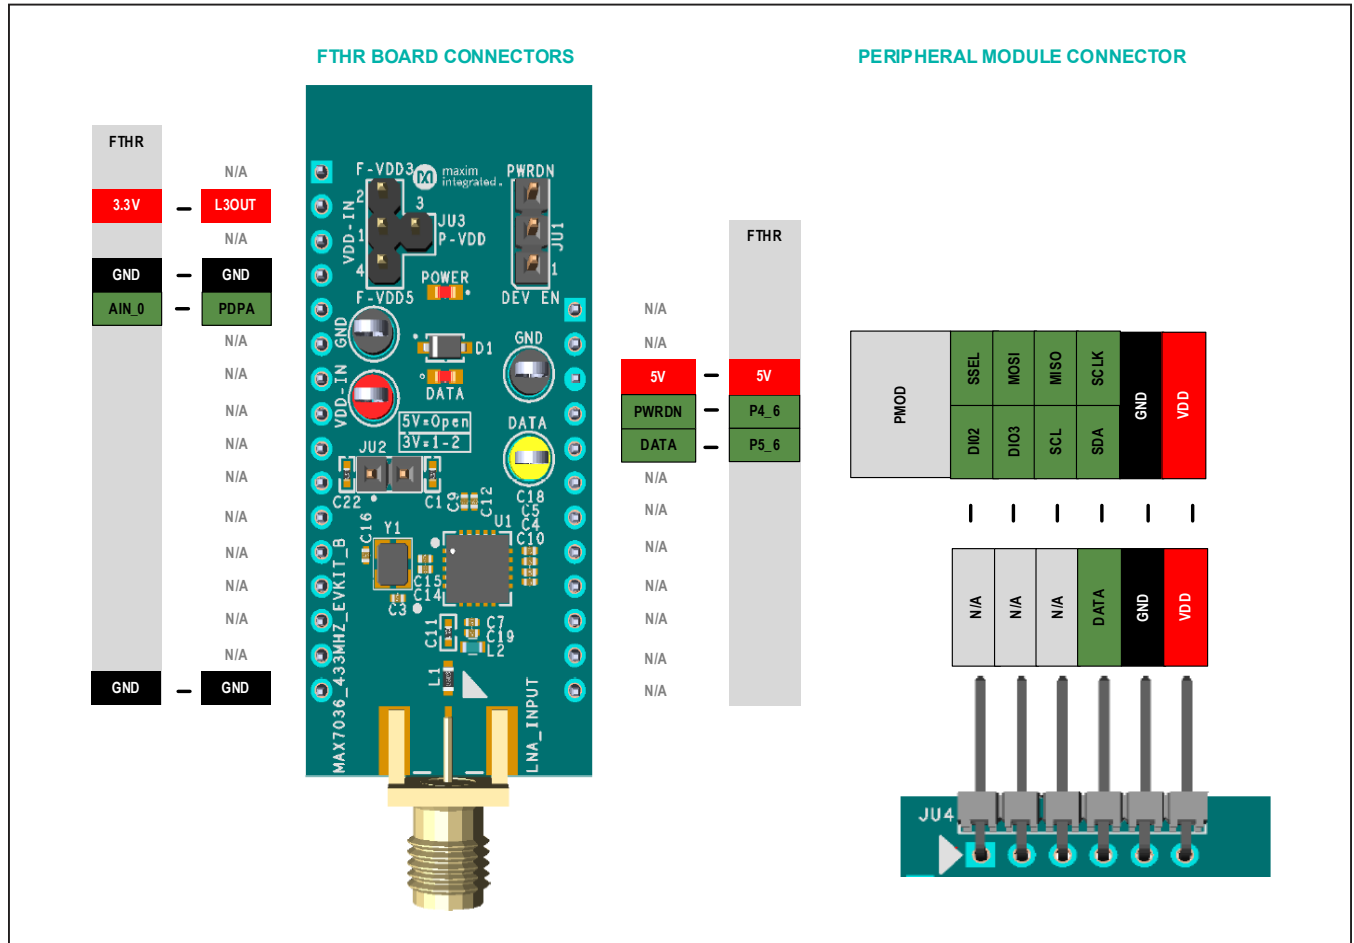 FTHR BOARD CONNECTORS
PERIPHERAL MODULE CONNECTOR
FTHR
N/A
3.3V
L3OUT
N/A
GND
GND
AIN_0
PDPA
N/A
N/A
N/A
N/A
N/A
N/A
N/A
N/A
N/A
N/A
GND
GND
F-VDD3
maxim
integrated
PWRDN
2
3
VDD-IN
1
JU3
P-VDD
4
JU1
1
POWER
F-VDD5
DEV EN
GND
D1
GND
VDD-IN
DATA
5V=Open
3V=1-2
DATA
JU2
C22
C1
C9
C12
C18
C5
C4
C10
U1
C16
Y1
C15
C14
C3
C11
C7
C19
L2
L1
MAX7036_433MHZ_EVKIT_B
LNA_INPUT
FTHR
N/A
N/A
5V
5V
PWRDN
P4_6
DATA
P5_6
N/A
N/A
N/A
N/A
N/A
N/A
N/A
PMOD
SSEL
MOSI
MISO
SCLK
GND
VDD
DI02
DIO3
SCL
SDA
N/A
N/A
N/A
DATA
GND
VDD
JU4